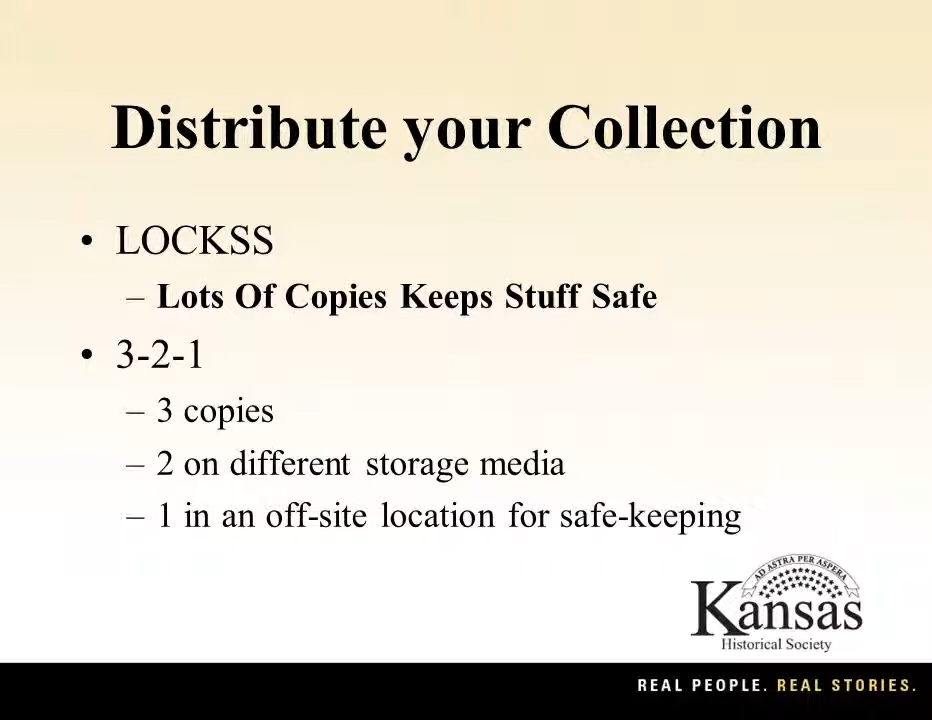 Distribute your Collection
• LOCKSS
– Lots Of Copies Keeps Stuff Safe
• 3-2-1
– 3 copies
– 2 on different storage media
– 1 in an off-site location for safe-keeping
AD ASTRA PER ASPERA
Kansas
Historical Society
REAL PEOPLE. REAL STORIES.